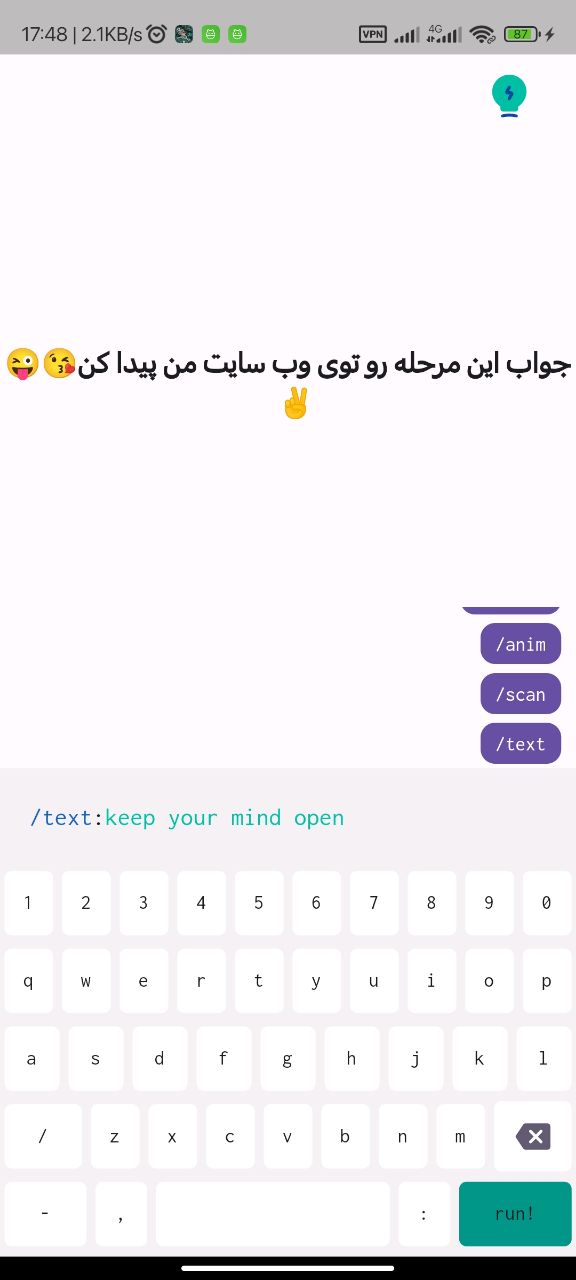 17:48 | 2.1KB/s VPN 4G 87
جواب این مرحله رو توی وب سایت من پیدا کن😘😜
✌
/anim
/scan
/text
/text:keep your mind open
1 2 3 4 5 6 7 8 9 0
q w e r t y u i o p
a s d f g h j k l
/ z x c v b n m
- , : run!